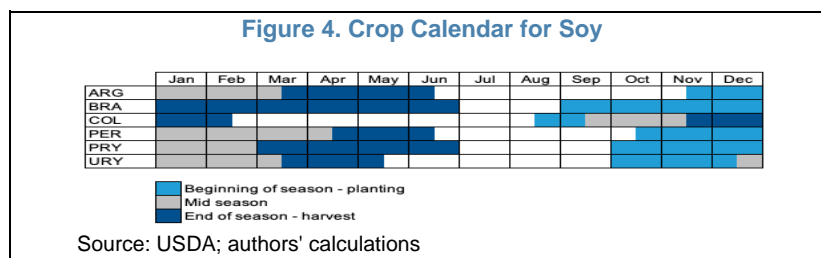 Figure 4. Crop Calendar for Soy
Jan Feb Mar Apr May Jun Jul Aug Sep Oct Nov Dec
ARG
BRA
COL
PER
PRY
URY
Beginning of season - planting
Mid season
End of season - harvest
Source: USDA; authors' calculations